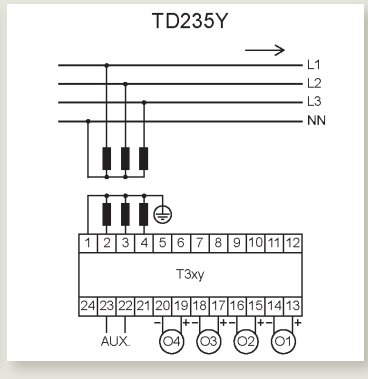 TD235Y
L1
L2
L3
NN
1 2 3 4 5 6 7 8 9 10 11 12
T3xy
24 23 22 21 20 19 18 17 16 15 14 13
AUX. - O4 + - O3 + - O2 + - O1 +